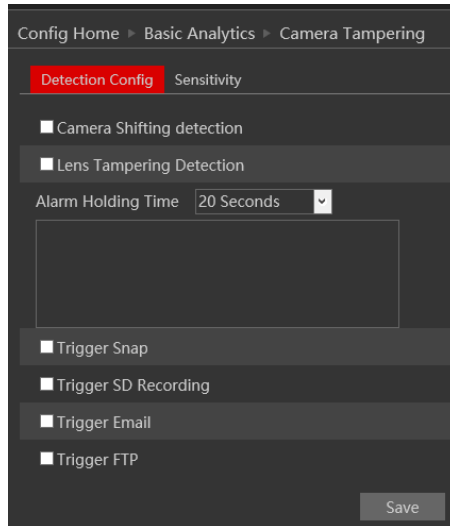 Config Home ▶ Basic Analytics ▶ Camera Tampering
Detection Config Sensitivity
Camera Shifting detection
Lens Tampering Detection
Alarm Holding Time 20 Seconds
Trigger Snap
Trigger SD Recording
Trigger Email
Trigger FTP
Save